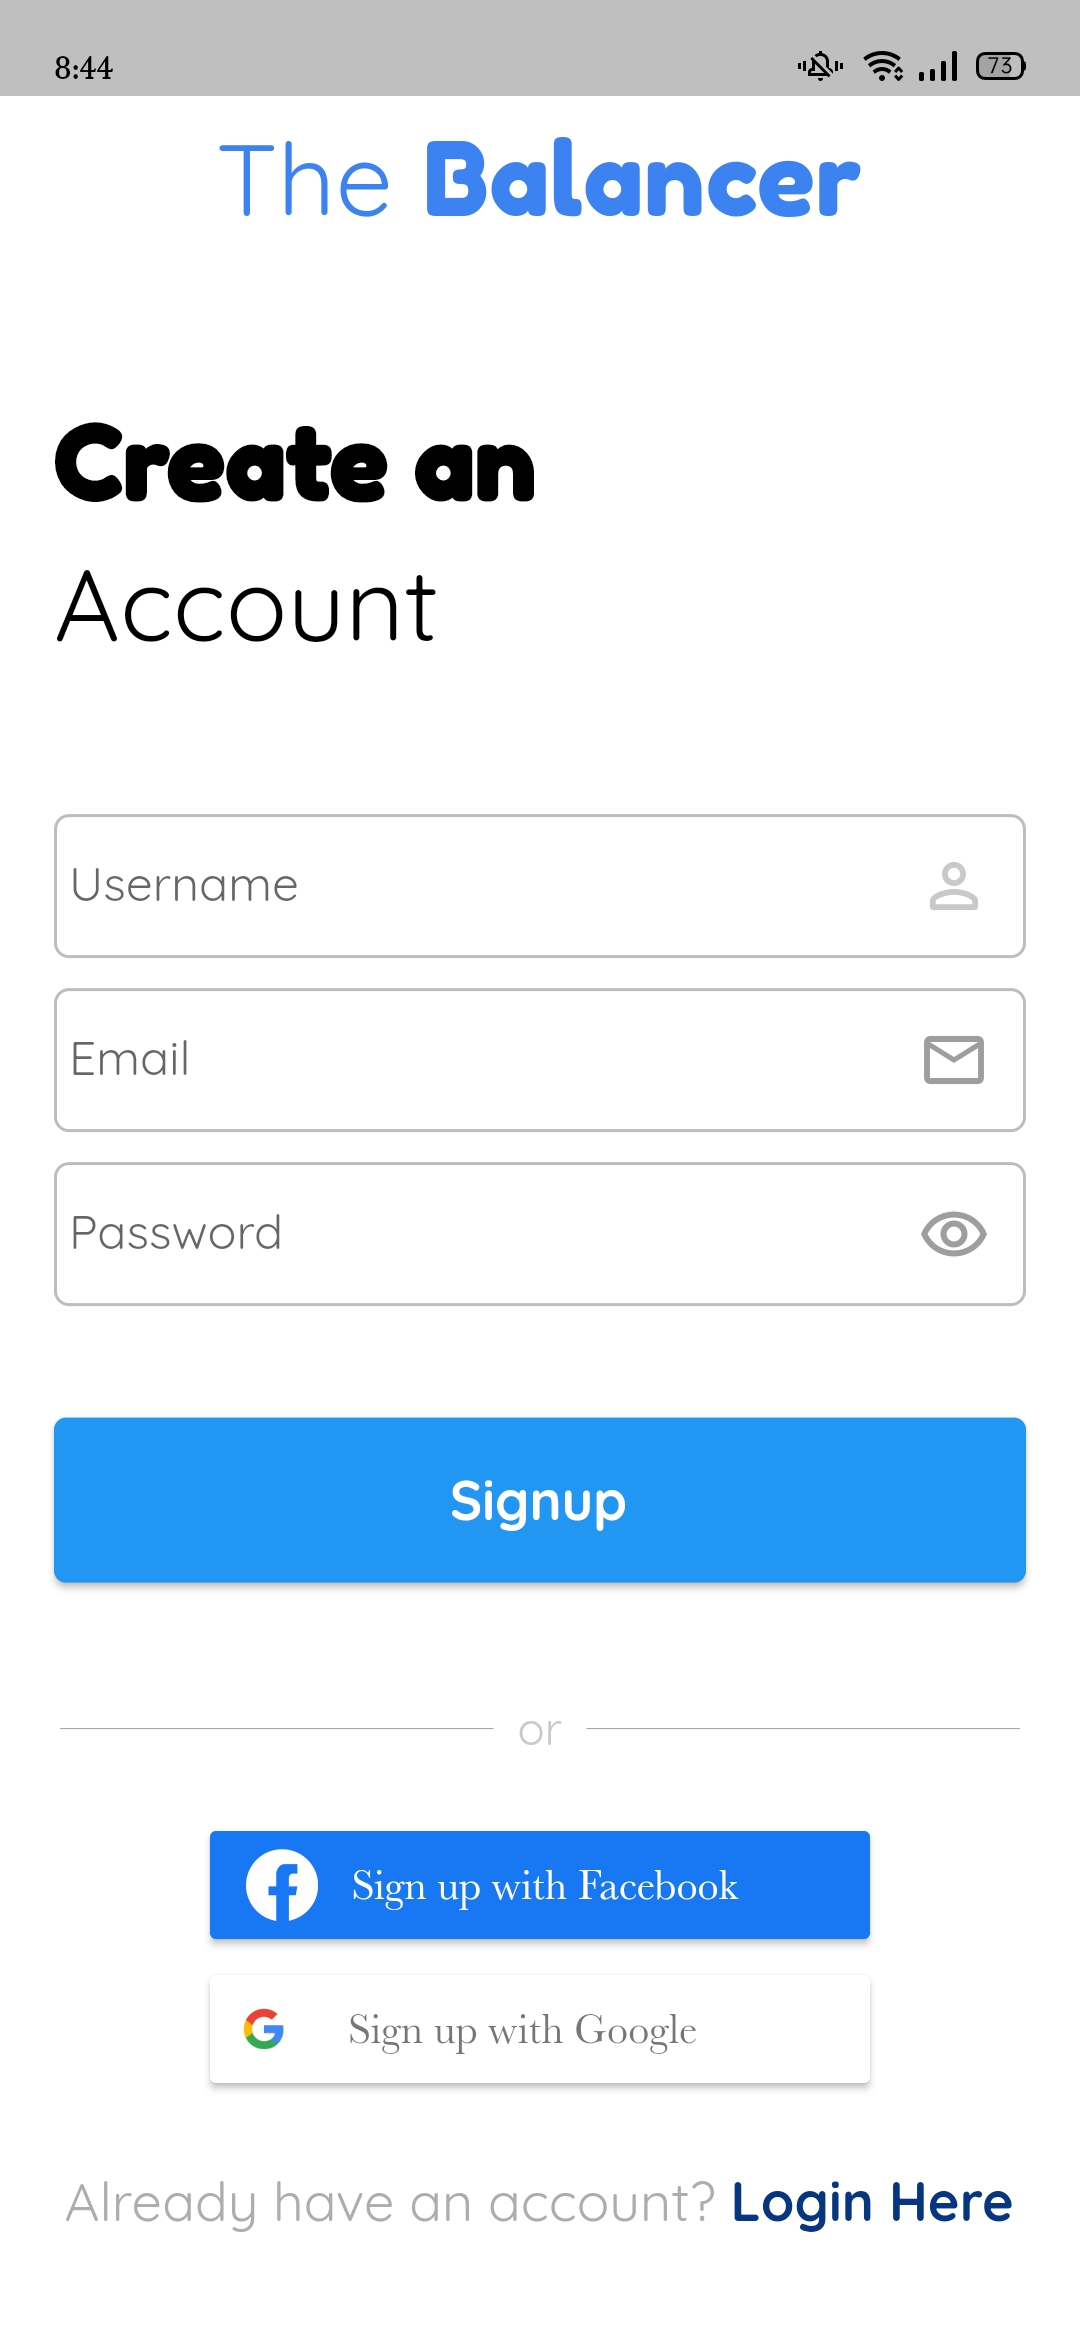 8:44
73
The Balancer
Create an
Account
Username
Email
Password
Signup
or
Sign up with Facebook
Sign up with Google
Already have an account? Login Here